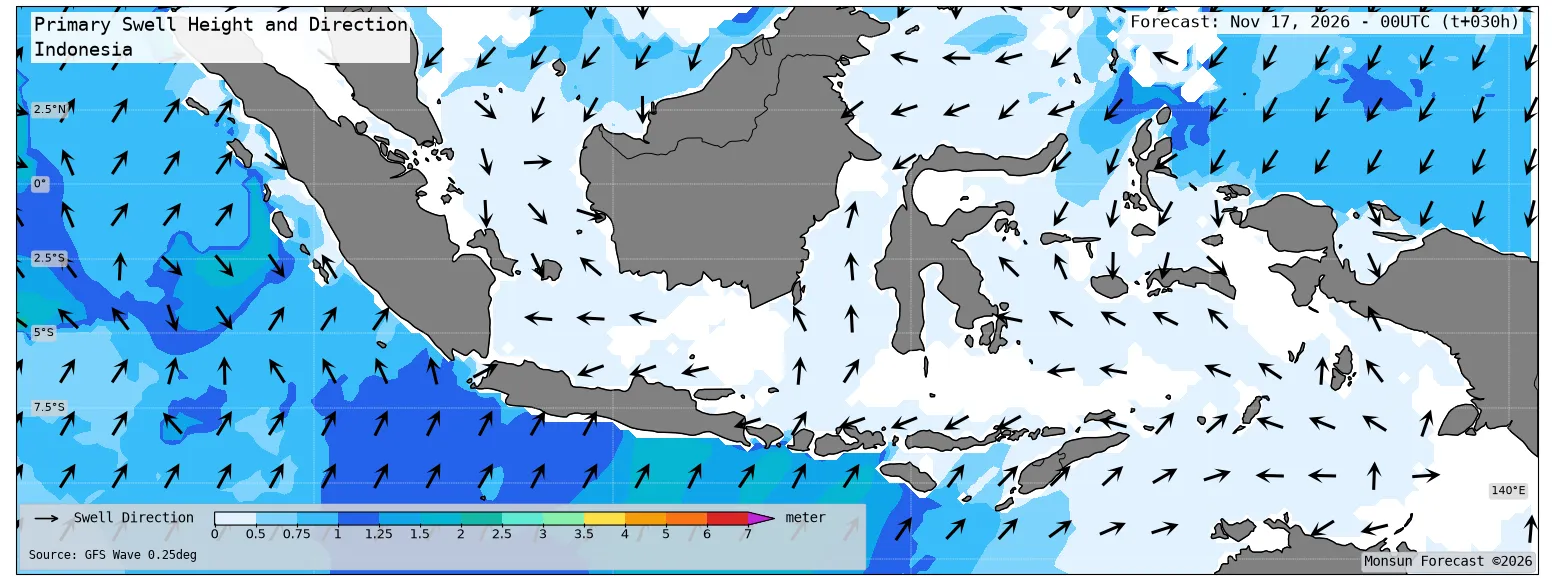 Primary Swell Height and Direction
Indonesia
Forecast: Nov 17, 2026 - 00UTC (t+030h)
2.5°N
0°
2.5°S
5°S
7.5°S
140°E
Swell Direction
0 0.5 0.75 1 1.25 1.5 2 2.5 3 3.5 4 5 6 7
meter
Source: GFS Wave 0.25deg
Monsun Forecast ©2026